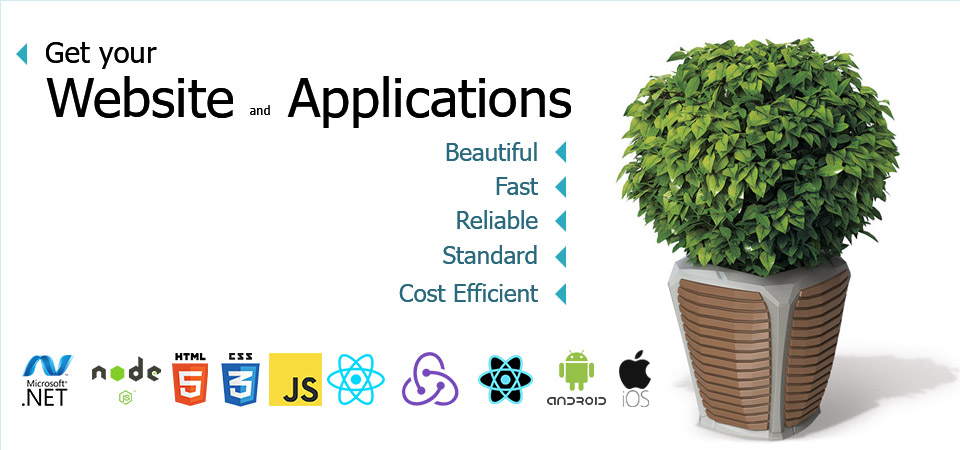 Get your
Website and Applications
Beautiful
Fast
Reliable
Standard
Cost Efficient
Microsoft®
.NET
node
JS
HTML
5
CSS
3
JS
android
iOS